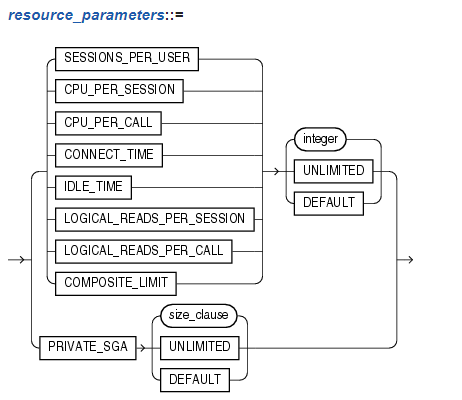 resource_parameters::=
SESSIONS_PER_USER
CPU_PER_SESSION
CPU_PER_CALL
CONNECT_TIME
IDLE_TIME
LOGICAL_READS_PER_SESSION
LOGICAL_READS_PER_CALL
COMPOSITE_LIMIT
integer
UNLIMITED
DEFAULT
PRIVATE_SGA
size_clause
UNLIMITED
DEFAULT